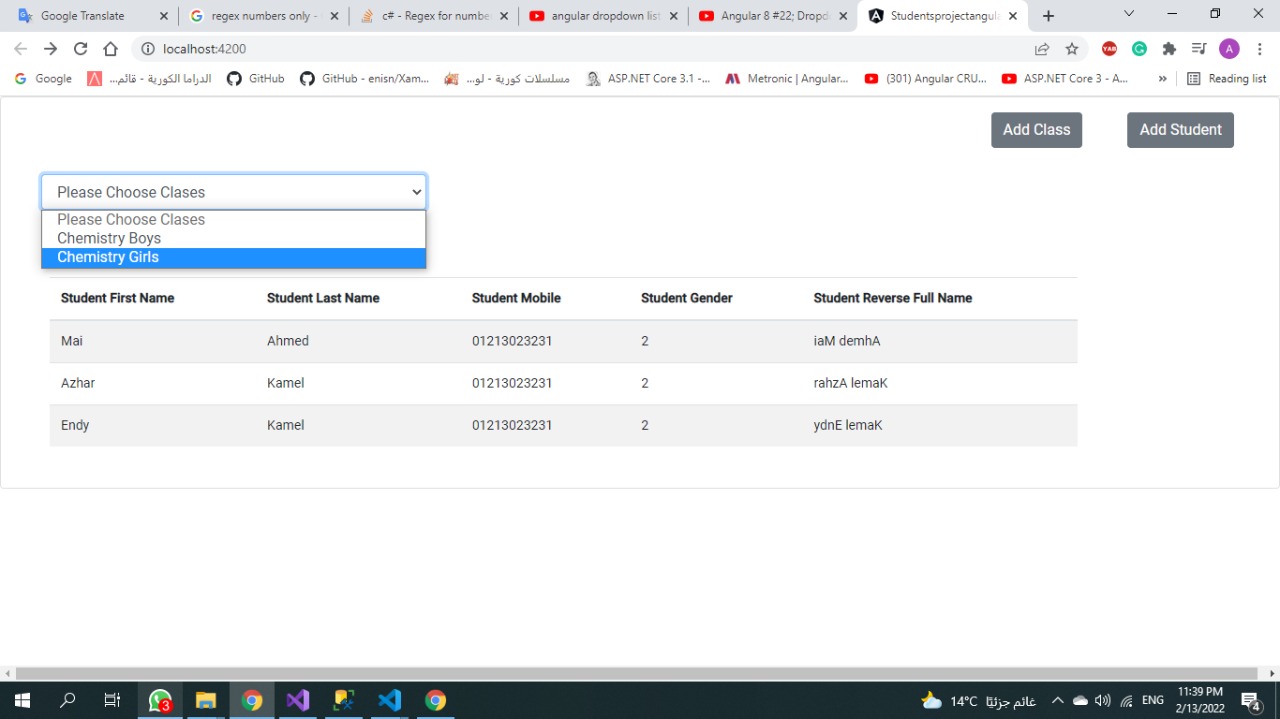 Google Translate
regex numbers only -
c# - Regex for numbe
angular dropdown list
Angular 8 #22; Dropd
Studentsprojectangula
localhost:4200
YAB
A
Google
الدراما الكورية - قائم...
GitHub
GitHub - enisn/Xam...
مسلسلات كورية - لو...
ASP.NET Core 3.1 -...
Metronic | Angular...
(301) Angular CRU...
ASP.NET Core 3 - A...
»
Reading list
Add Class
Add Student
Please Choose Clases
Please Choose Clases
Chemistry Boys
Chemistry Girls
Student First Name Student Last Name Student Mobile Student Gender Student Reverse Full Name
Mai Ahmed 01213023231 2 iaM demhA
Azhar Kamel 01213023231 2 rahzA lemaK
Endy Kamel 01213023231 2 ydnE lemaK
3
14°C غائم جزئيًا
ENG
11:39 PM
2/13/2022
4